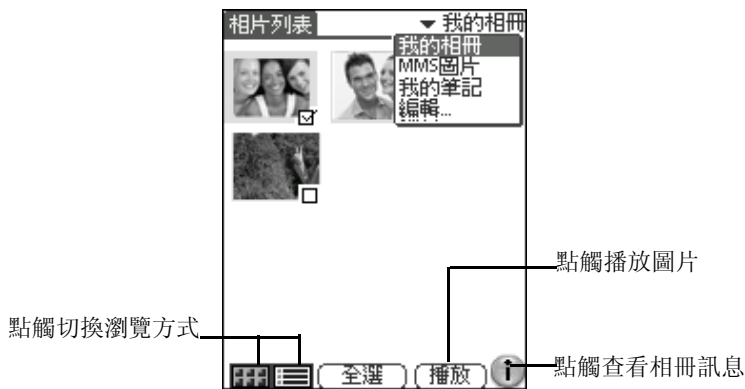 相片列表
我的相冊
我的相冊
MMS圖片
我的筆記
編輯...
點觸播放圖片
點觸切換瀏覽方式
全選
播放
點觸查看相冊訊息